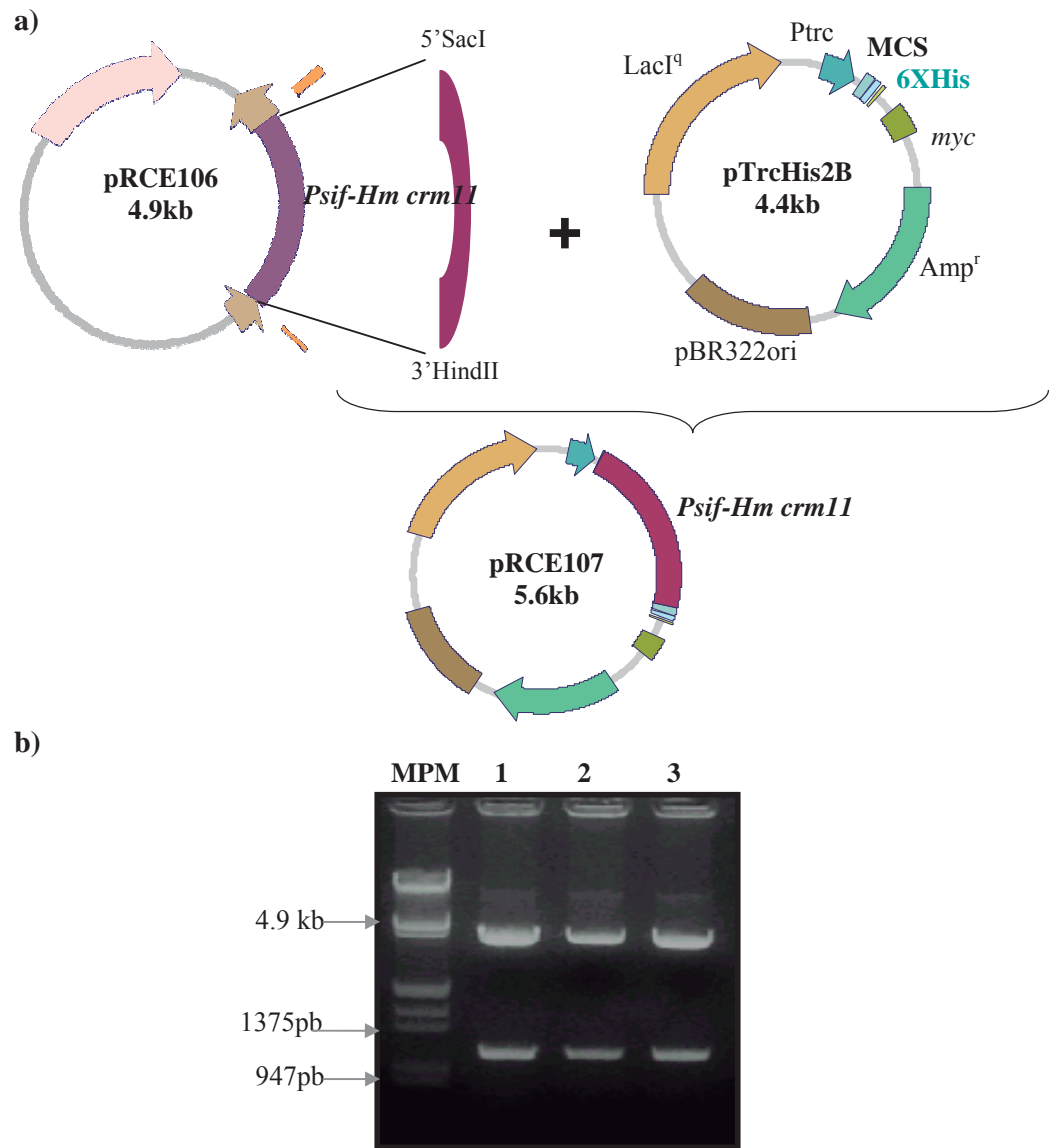 a)
5'SacI
pRCE106
4.9kb
Psif-Hm crm11
3'HindII
+
LacI^q
Ptrc
MCS
6XHis
myc
pTrcHis2B
4.4kb
Amp^r
pBR322ori
Psif-Hm crm11
pRCE107
5.6kb
b)
MPM 1 2 3
4.9 kb
1375pb
947pb